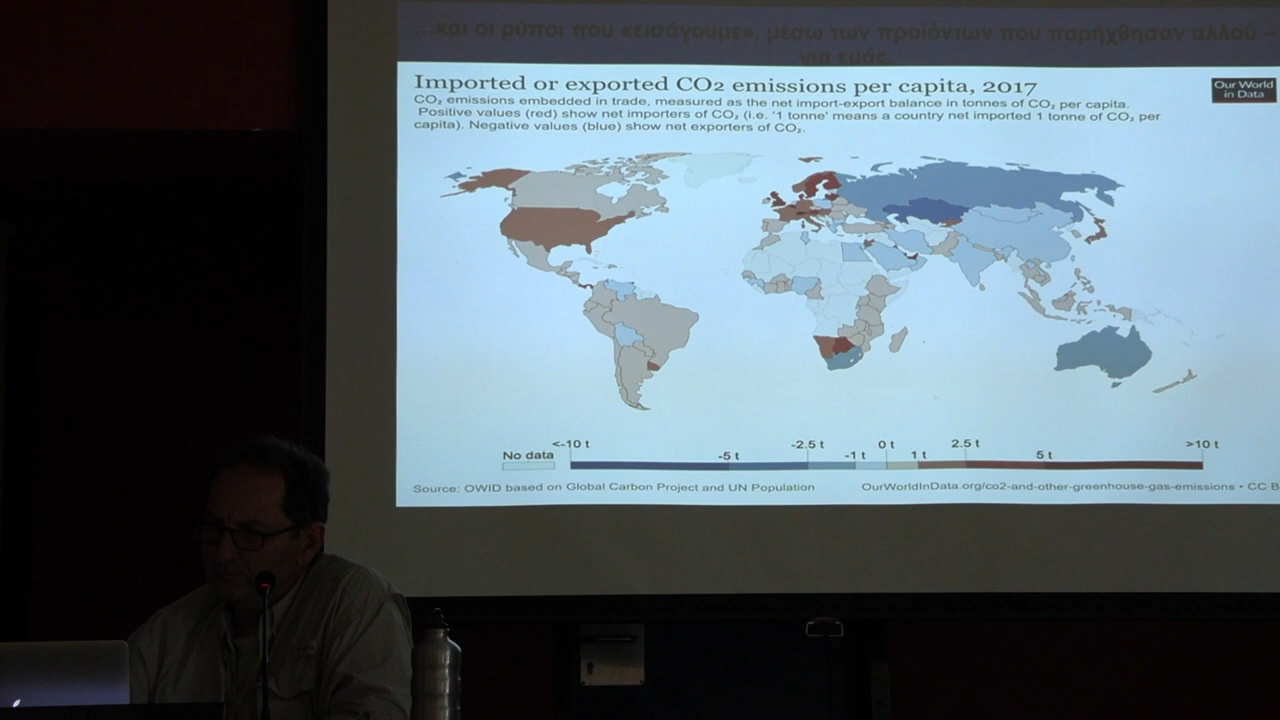 ...και οι ρύποι που «εισάγουμε», μέσω των προϊόντων που παρήχθησαν αλλού –
για εμάς.
Imported or exported CO2 emissions per capita, 2017
Our World
in Data
CO₂ emissions embedded in trade, measured as the net import-export balance in tonnes of CO₂ per capita.
Positive values (red) show net importers of CO₂ (i.e. '1 tonne' means a country net imported 1 tonne of CO₂ per
capita). Negative values (blue) show net exporters of CO₂.
<-10 t -2.5 t 0 t 2.5 t >10 t
No data -5 t -1 t 1 t 5 t
Source: OWID based on Global Carbon Project and UN Population
OurWorldInData.org/co2-and-other-greenhouse-gas-emissions • CC B